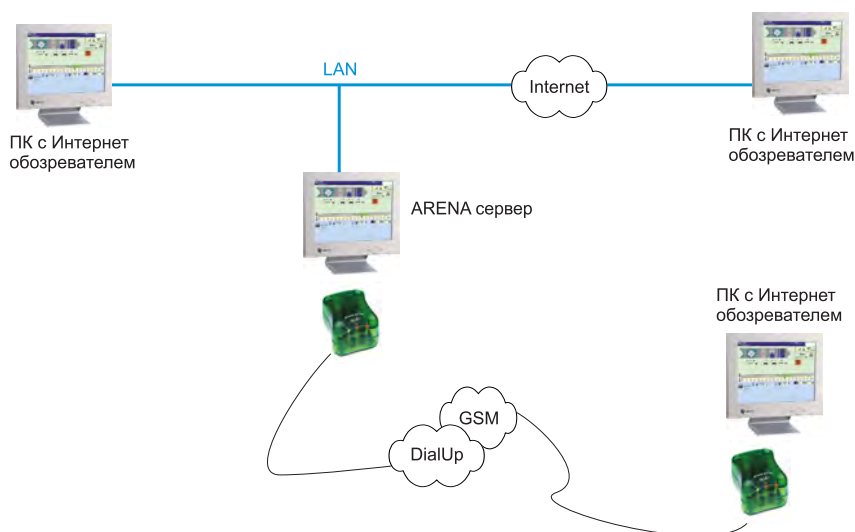 LAN
Internet
ПК с Интернет
обозревателем
ПК с Интернет
обозревателем
ARENA сервер
ПК с Интернет
обозревателем
GSM
DialUp